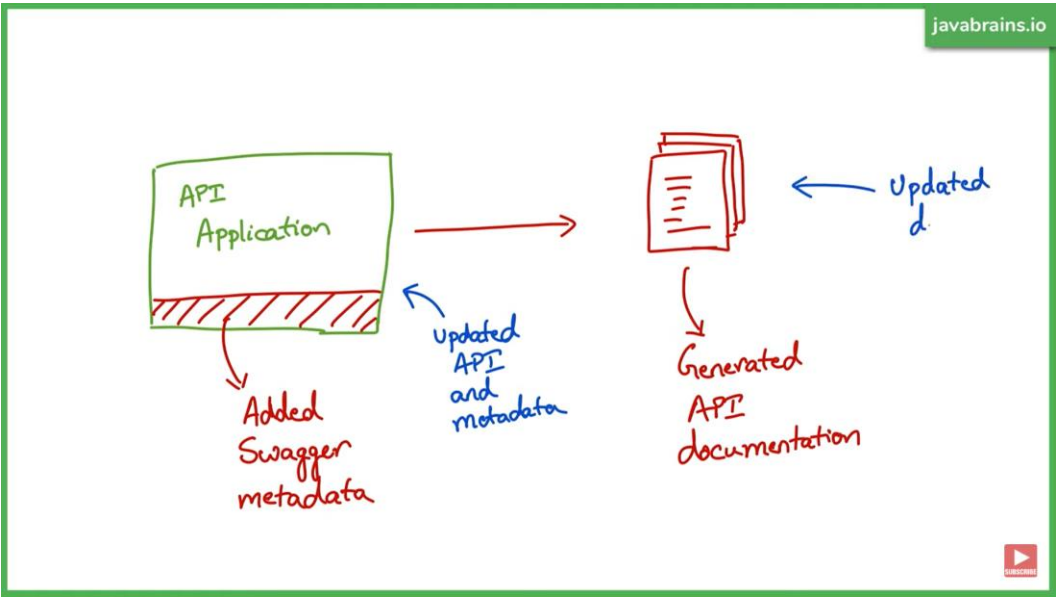 javabrains.io
API
Application
Updated
d
Updated
API
and
metadata
Added
Swagger
metadata
Generated
API
documentation
SUBSCRIBE